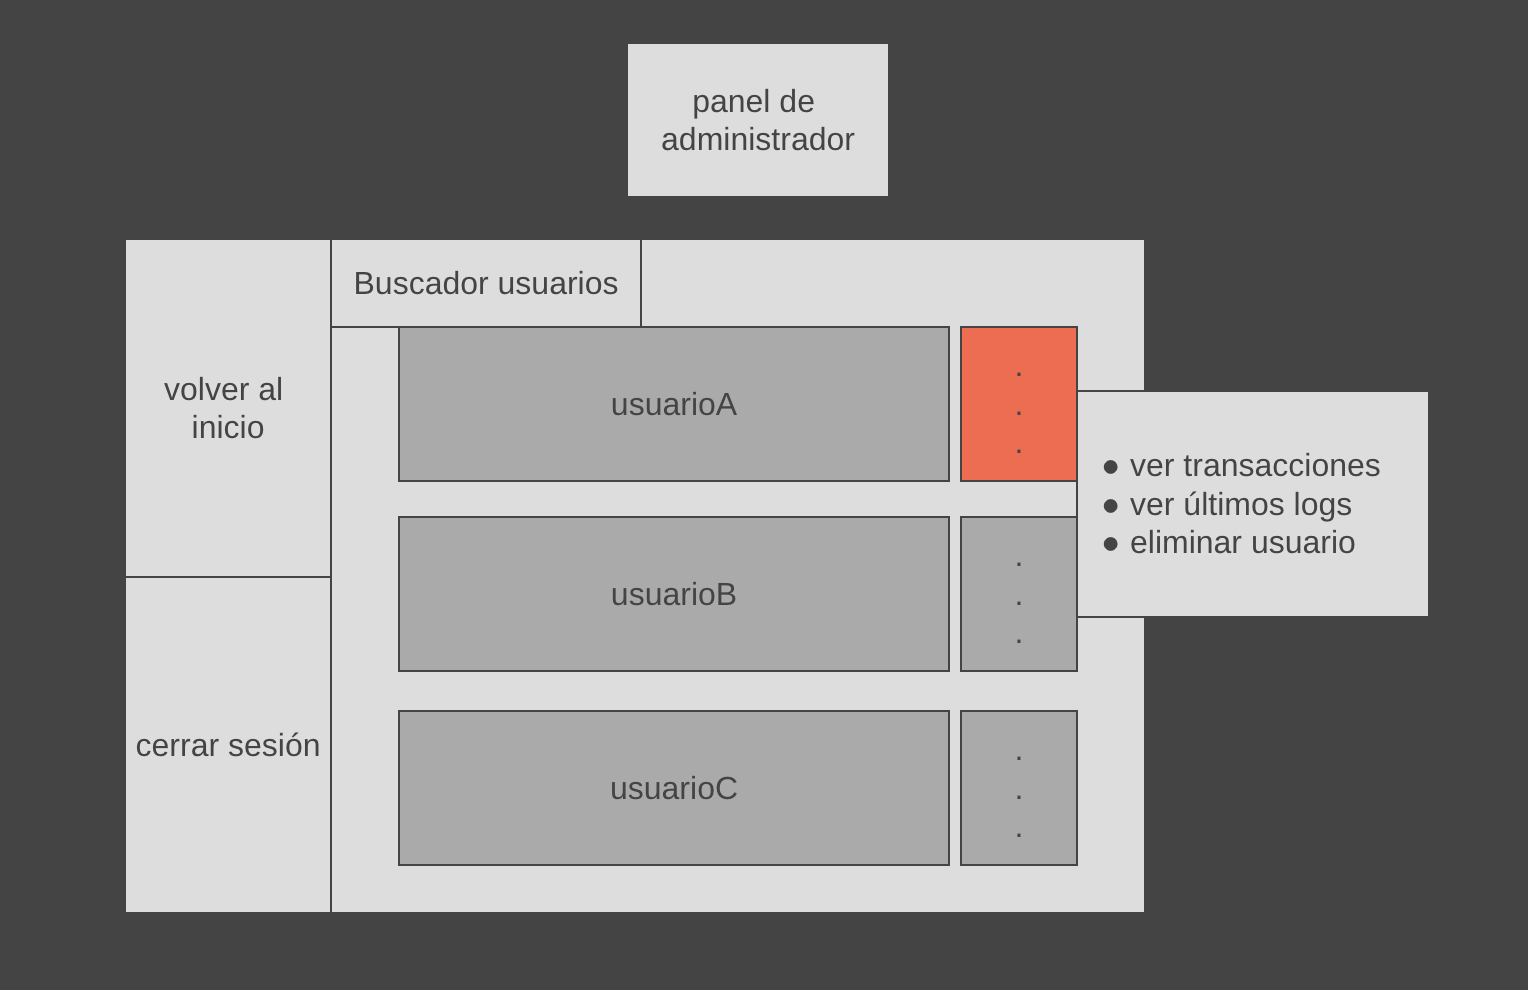 panel de
administrador
Buscador usuarios
volver al
inicio
usuarioA
.
.
.
● ver transacciones
● ver últimos logs
● eliminar usuario
usuarioB
.
.
.
cerrar sesión
usuarioC
.
.
.